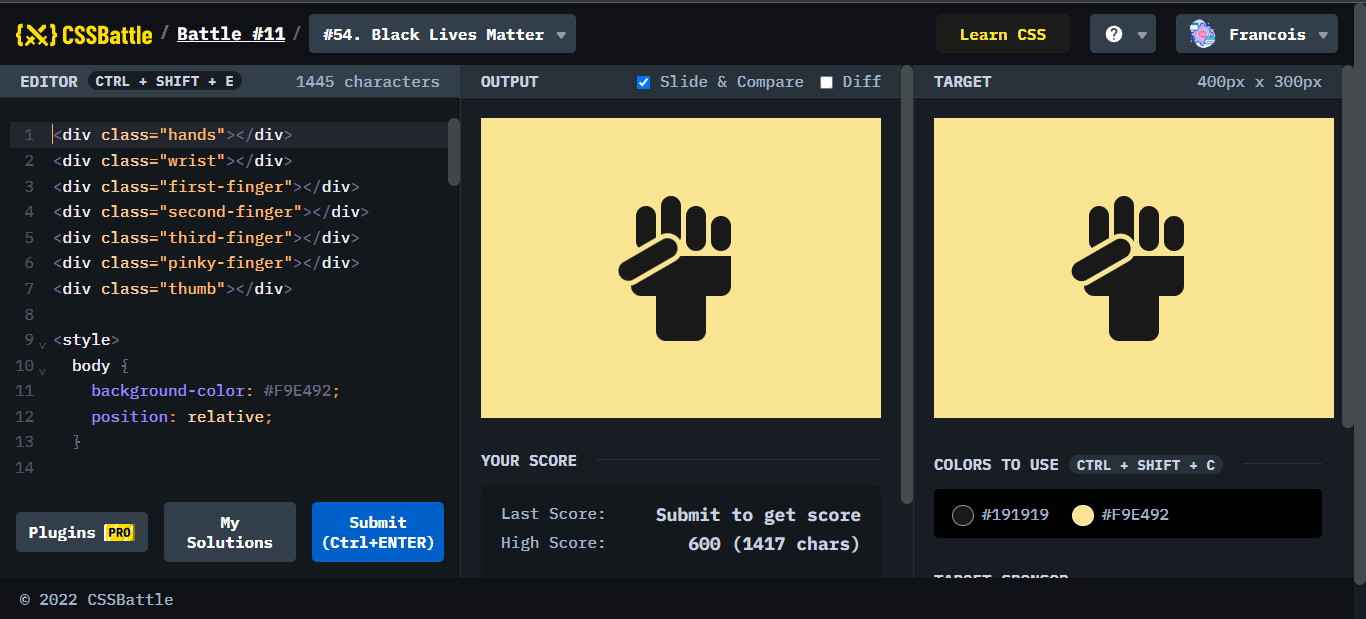 {X} CSSBattle / Battle #11 / #54. Black Lives Matter Learn CSS ? Francois
EDITOR CTRL + SHIFT + E 1445 characters OUTPUT Slide & Compare Diff TARGET 400px x 300px
1 <div class="hands"></div>
2 <div class="wrist"></div>
3 <div class="first-finger"></div>
4 <div class="second-finger"></div>
5 <div class="third-finger"></div>
6 <div class="pinky-finger"></div>
7 <div class="thumb"></div>
8
9 <style>
10 body {
11 background-color: #F9E492;
12 position: relative;
13 }
14
Plugins PRO My Solutions Submit (Ctrl+ENTER)
YOUR SCORE
Last Score: Submit to get score
High Score: 600 (1417 chars)
COLORS TO USE CTRL + SHIFT + C
#191919 #F9E492
TARGET SPONSOR
© 2022 CSSBattle